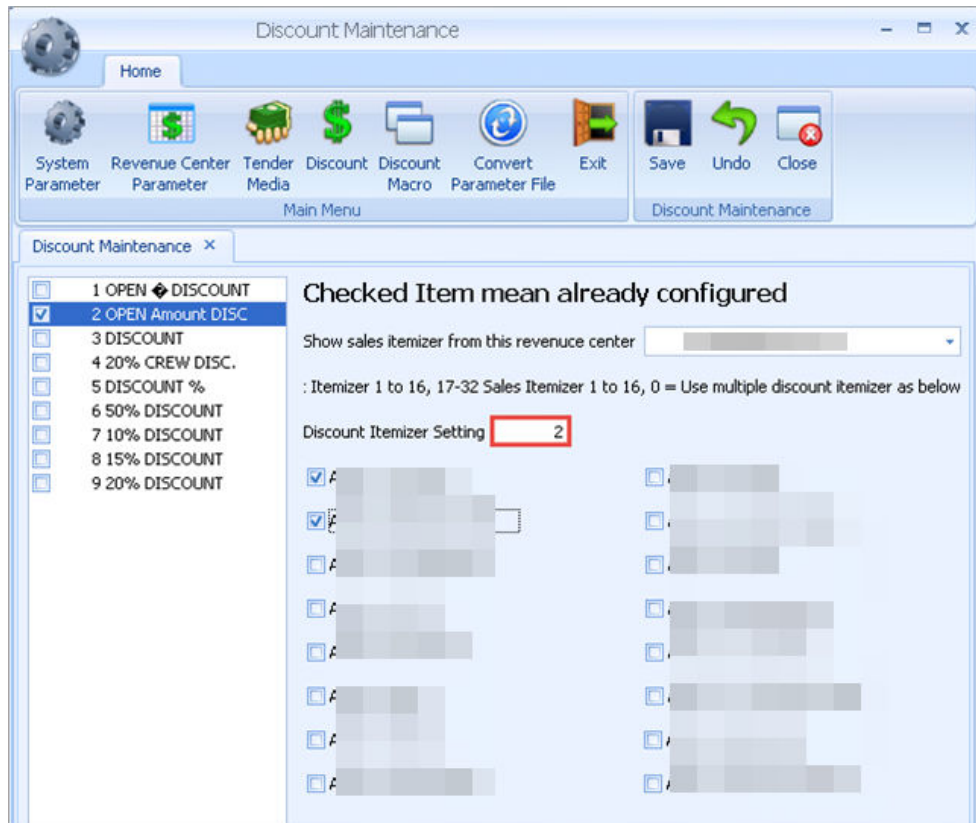 Discount Maintenance
Home
System Parameter
Revenue Center Parameter
Tender Media
Discount
Discount Macro
Convert Parameter File
Exit
Save
Undo
Close
Main Menu
Discount Maintenance
Discount Maintenance
1 OPEN � DISCOUNT
2 OPEN Amount DISC
3 DISCOUNT
4 20% CREW DISC.
5 DISCOUNT %
6 50% DISCOUNT
7 10% DISCOUNT
8 15% DISCOUNT
9 20% DISCOUNT
Checked Item mean already configured
Show sales itemizer from this revenuce center
: Itemizer 1 to 16, 17-32 Sales Itemizer 1 to 16, 0 = Use multiple discount itemizer as below
Discount Itemizer Setting 2